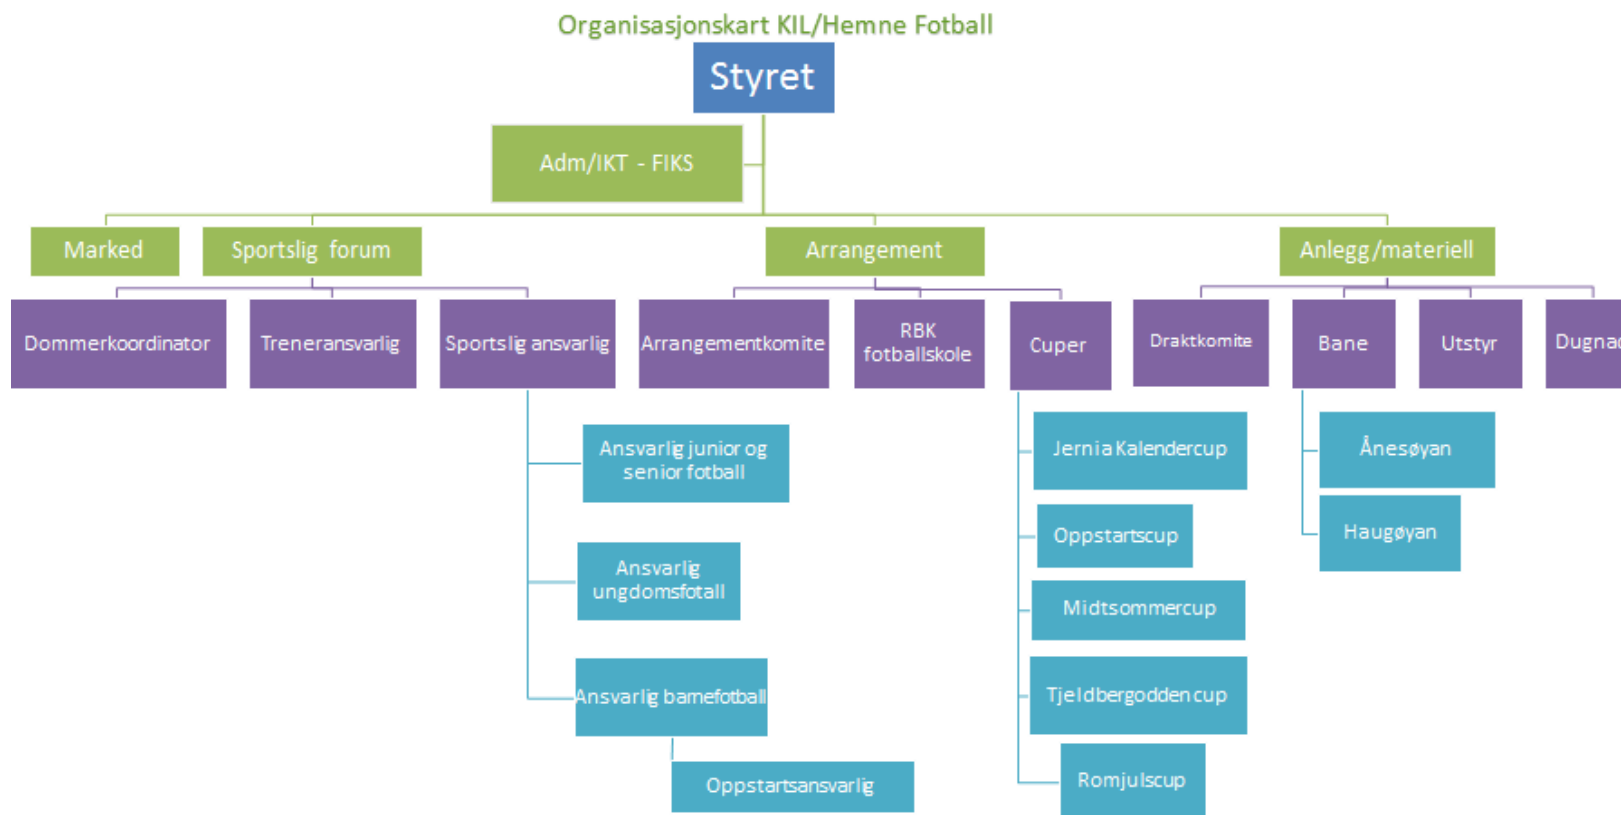 Organisasjonskart KIL/Hemne Fotball
Styret
Adm/IKT - FIKS
Marked
Sportslig forum
Arrangement
Anlegg/materiell
Dommerkoordinator
Treneransvarlig
Sportslig ansvarlig
Arrangementkomite
RBK
fotballskole
Cuper
Draktkomite
Bane
Utstyr
Dugnad
Ansvarlig junior og
senior fotball
Ansvarlig
ungdomsfotall
Ansvarlig barnefotball
Oppstartsansvarlig
Jernia Kalendercup
Oppstartscup
Midtsommercup
Tjeldbergodden cup
Romjulscup
Ånesøyan
Haugøyan